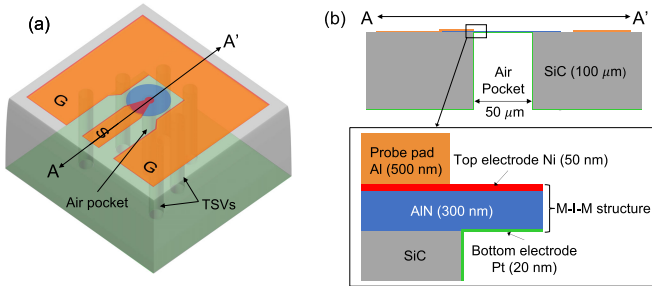 (a)
A'
G
S
G
A
Air pocket
TSVs
(b)
A
A'
Air
Pocket
50 μm
SiC (100 μm)
Probe pad
Al (500 nm)
Top electrode Ni (50 nm)
AlN (300 nm)
M-I-M
structure
SiC
Bottom electrode
Pt (20 nm)